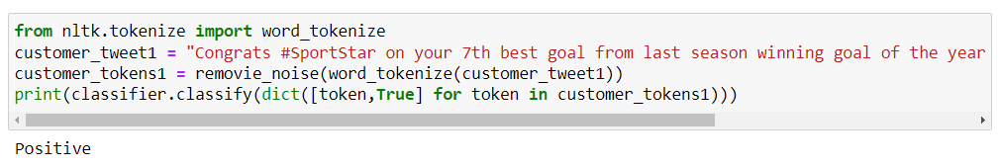 from nltk.tokenize import word_tokenize
customer_tweet1 = "Congrats #SportStar on your 7th best goal from last season winning goal of the year
customer_tokens1 = removie_noise(word_tokenize(customer_tweet1))
print(classifier.classify(dict([token,True] for token in customer_tokens1)))
Positive